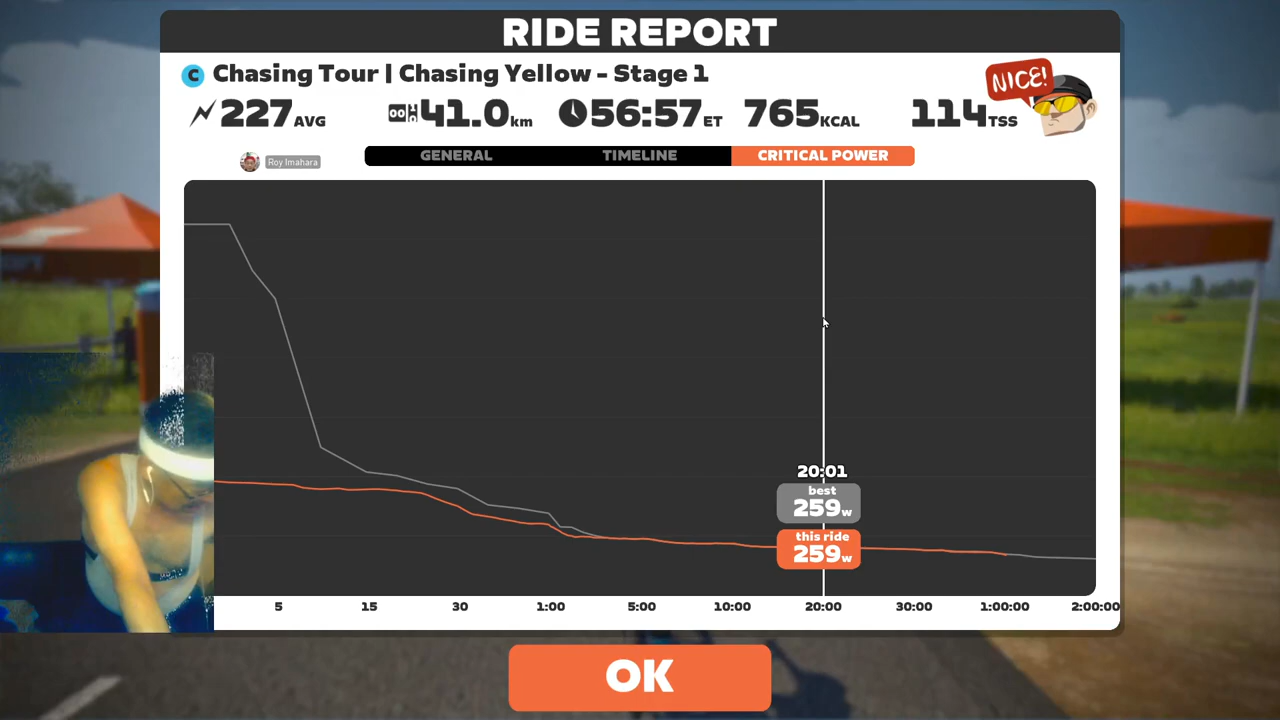 RIDE REPORT
C Chasing Tour | Chasing Yellow - Stage 1
NICE!
227 AVG 41.0 km 56:57 ET 765 KCAL 114 TSS
Roy Imahara
GENERAL TIMELINE CRITICAL POWER
20:01
best
259w
this ride
259w
5 15 30 1:00 5:00 10:00 20:00 30:00 1:00:00 2:00:00
OK